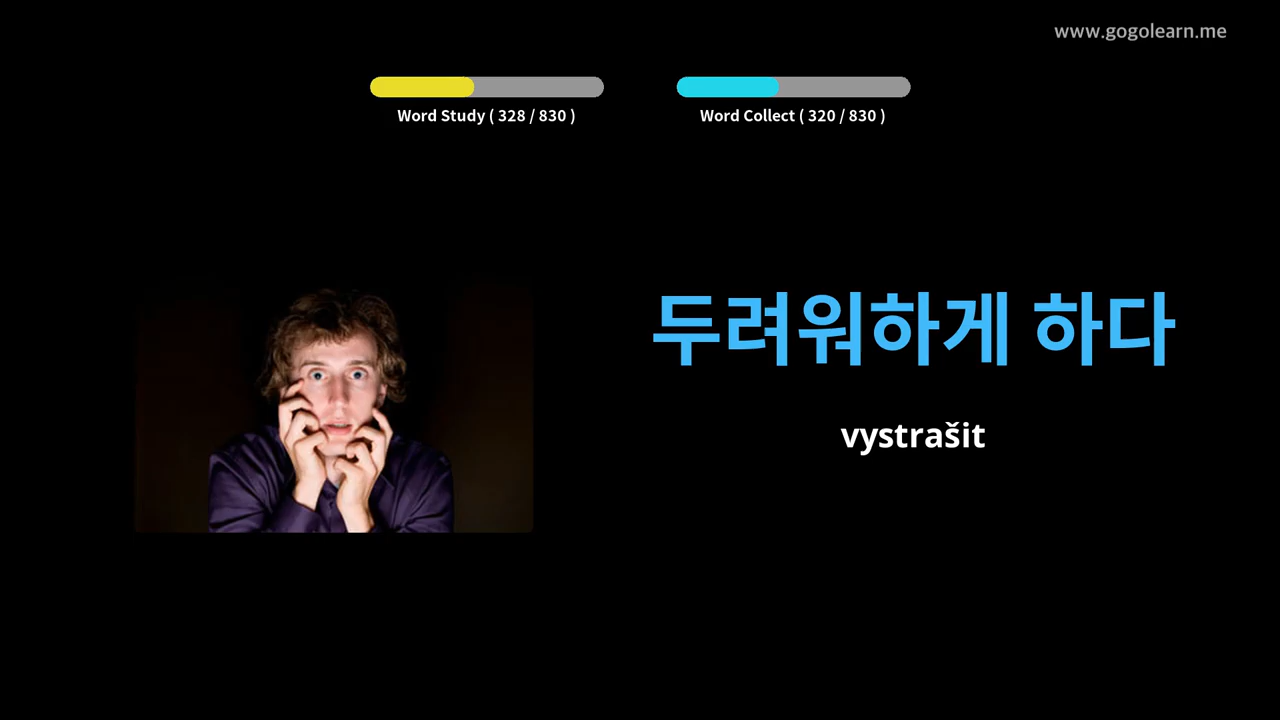 www.gogolearn.me
Word Study ( 328 / 830 )
Word Collect ( 320 / 830 )
두려워하게 하다
vystrašit